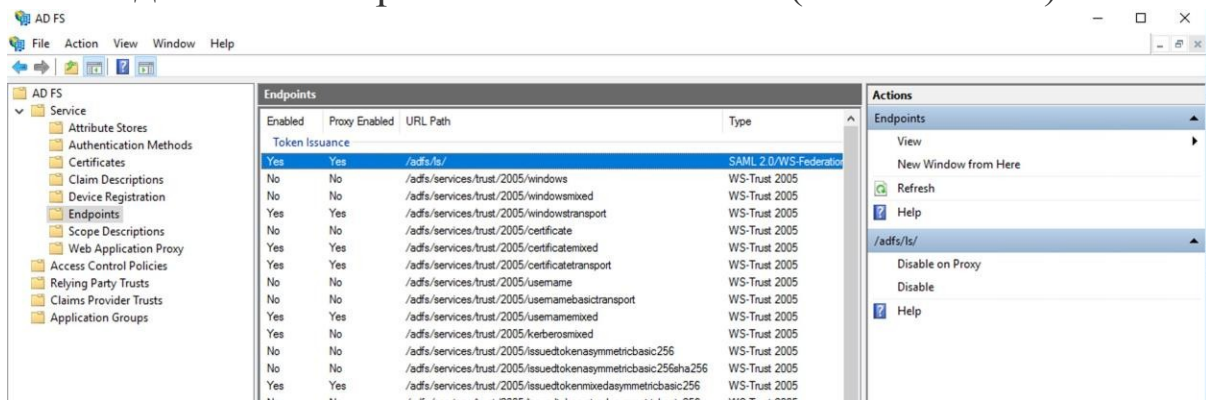 AD FS
File Action View Window Help
AD FS
Service
Attribute Stores
Authentication Methods
Certificates
Claim Descriptions
Device Registration
Endpoints
Scope Descriptions
Web Application Proxy
Access Control Policies
Relying Party Trusts
Claims Provider Trusts
Application Groups
Endpoints
Enabled Proxy Enabled URL Path Type
Token Issuance
Yes Yes /adfs/ls/ SAML 2.0/WS-Federation
No No /adfs/services/trust/2005/windows WS-Trust 2005
No No /adfs/services/trust/2005/windowsmixed WS-Trust 2005
Yes Yes /adfs/services/trust/2005/windowstransport WS-Trust 2005
No No /adfs/services/trust/2005/certificate WS-Trust 2005
Yes Yes /adfs/services/trust/2005/certificatemixed WS-Trust 2005
Yes Yes /adfs/services/trust/2005/certificatetransport WS-Trust 2005
No No /adfs/services/trust/2005/username WS-Trust 2005
No No /adfs/services/trust/2005/usernamebasictransport WS-Trust 2005
Yes Yes /adfs/services/trust/2005/usernamemixed WS-Trust 2005
Yes No /adfs/services/trust/2005/kerberosmixed WS-Trust 2005
No No /adfs/services/trust/2005/issuedtokenasymmetricbasic256 WS-Trust 2005
No No /adfs/services/trust/2005/issuedtokenasymmetricbasic256sha256 WS-Trust 2005
Yes Yes /adfs/services/trust/2005/issuedtokenmixedasymmetricbasic256 WS-Trust 2005
Actions
Endpoints
View
New Window from Here
Refresh
Help
/adfs/ls/
Disable on Proxy
Disable
Help